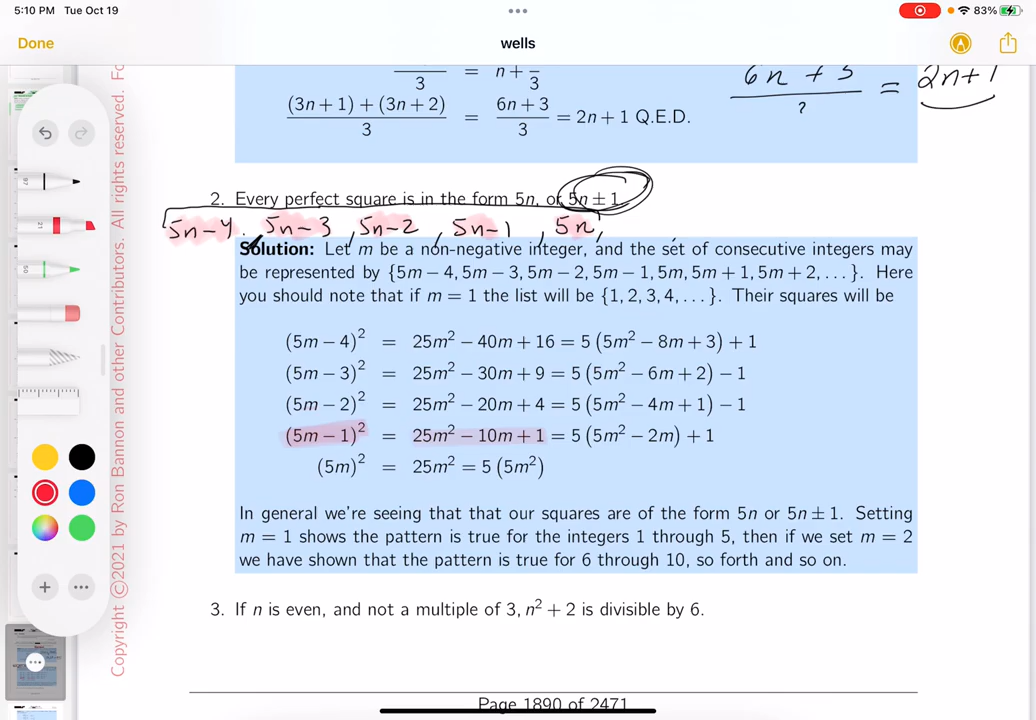 5:10 PM Tue Oct 19
83%
Done
wells
3 = n + 3
(3n + 1) + (3n + 2) / 3 = 6n + 3 / 3 = 2n + 1 Q.E.D.
= 2n+1
2. Every perfect square is in the form 5n, or 5n ± 1.
5n-4, 5n-3, 5n-2, 5n-1, 5n,
Solution: Let m be a non-negative integer, and the set of consecutive integers may
be represented by {5m − 4, 5m − 3, 5m − 2, 5m − 1, 5m, 5m + 1, 5m + 2, . . . }. Here
you should note that if m = 1 the list will be {1, 2, 3, 4, . . . }. Their squares will be
(5m − 4)² = 25m² − 40m + 16 = 5 (5m² − 8m + 3) + 1
(5m − 3)² = 25m² − 30m + 9 = 5 (5m² − 6m + 2) − 1
(5m − 2)² = 25m² − 20m + 4 = 5 (5m² − 4m + 1) − 1
(5m − 1)² = 25m² − 10m + 1 = 5 (5m² − 2m) + 1
(5m)² = 25m² = 5 (5m²)
In general we're seeing that that our squares are of the form 5n or 5n ± 1. Setting
m = 1 shows the pattern is true for the integers 1 through 5, then if we set m = 2
we have shown that the pattern is true for 6 through 10, so forth and so on.
3. If n is even, and not a multiple of 3, n² + 2 is divisible by 6.
Page 1890 of 2471
Copyright ©2021 by Ron Bannon and other Contributors. All rights reserved.
97
21
50